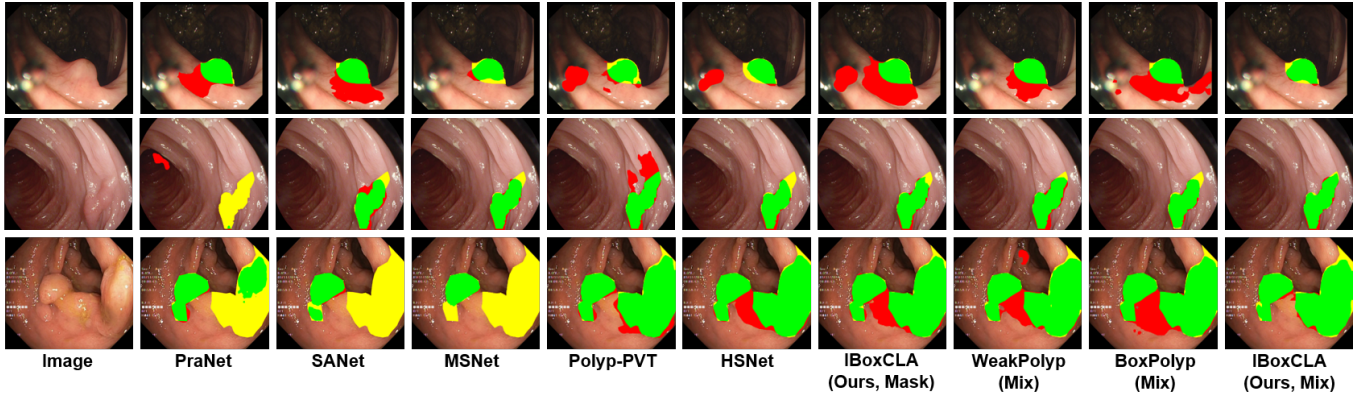 Image PraNet SANet MSNet Polyp-PVT HSNet IBoxCLA WeakPolyp BoxPolyp IBoxCLA
(Ours, Mask) (Mix) (Mix) (Ours, Mix)